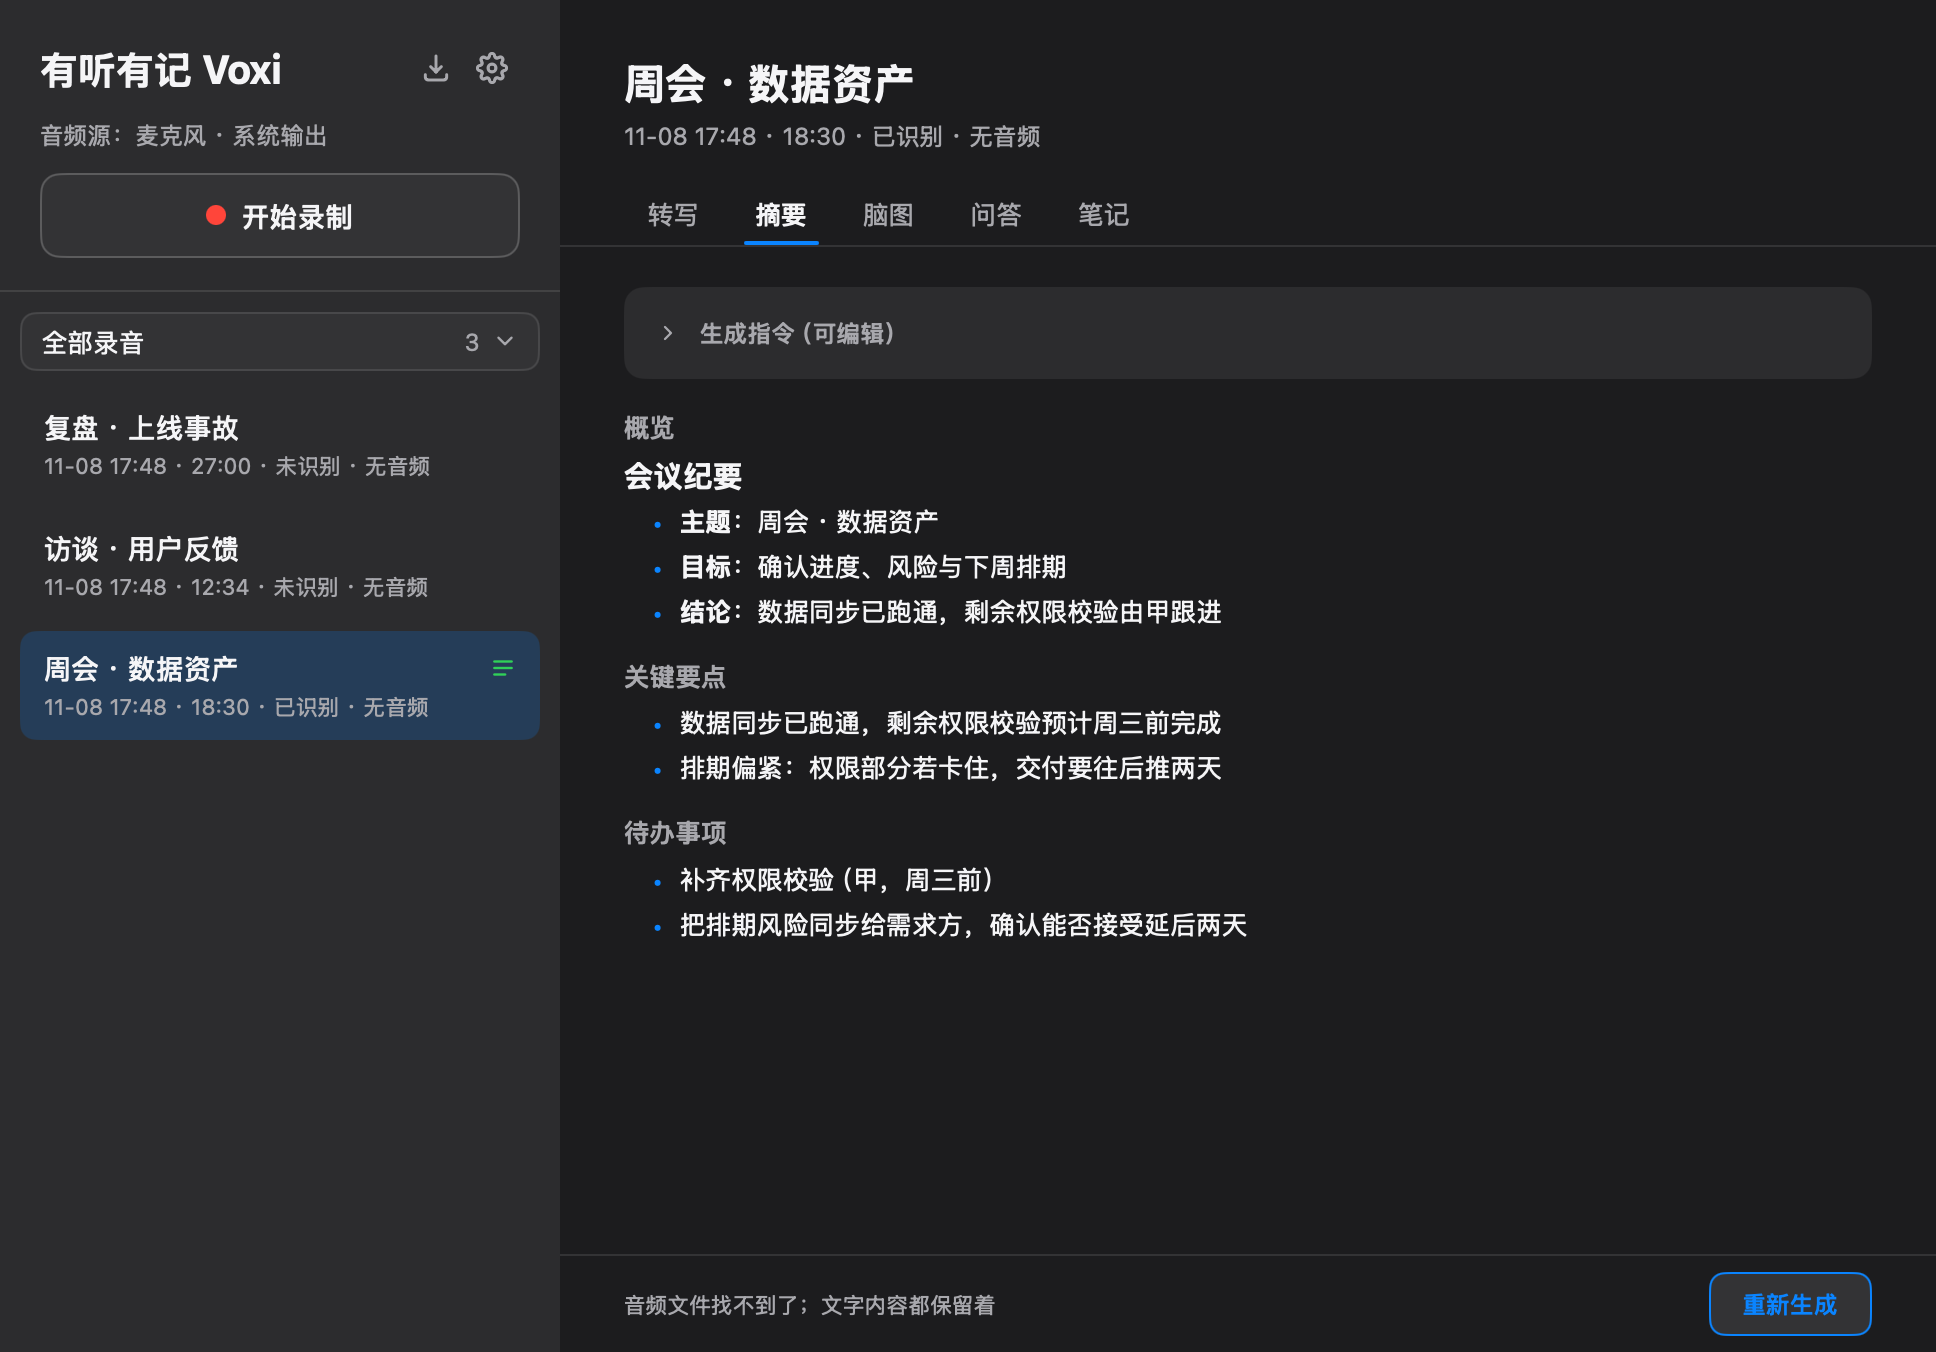 有听有记 Voxi
音频源：麦克风 · 系统输出
开始录制
全部录音 3
复盘 · 上线事故
11-08 17:48 · 27:00 · 未识别 · 无音频
访谈 · 用户反馈
11-08 17:48 · 12:34 · 未识别 · 无音频
周会 · 数据资产
11-08 17:48 · 18:30 · 已识别 · 无音频
周会 · 数据资产
11-08 17:48 · 18:30 · 已识别 · 无音频
转写 摘要 脑图 问答 笔记
生成指令（可编辑）
概览
会议纪要
• 主题：周会 · 数据资产
• 目标：确认进度、风险与下周排期
• 结论：数据同步已跑通，剩余权限校验由甲跟进
关键要点
• 数据同步已跑通，剩余权限校验预计周三前完成
• 排期偏紧：权限部分若卡住，交付要往后推两天
待办事项
• 补齐权限校验（甲，周三前）
• 把排期风险同步给需求方，确认能否接受延后两天
音频文件找不到了；文字内容都保留着
重新生成